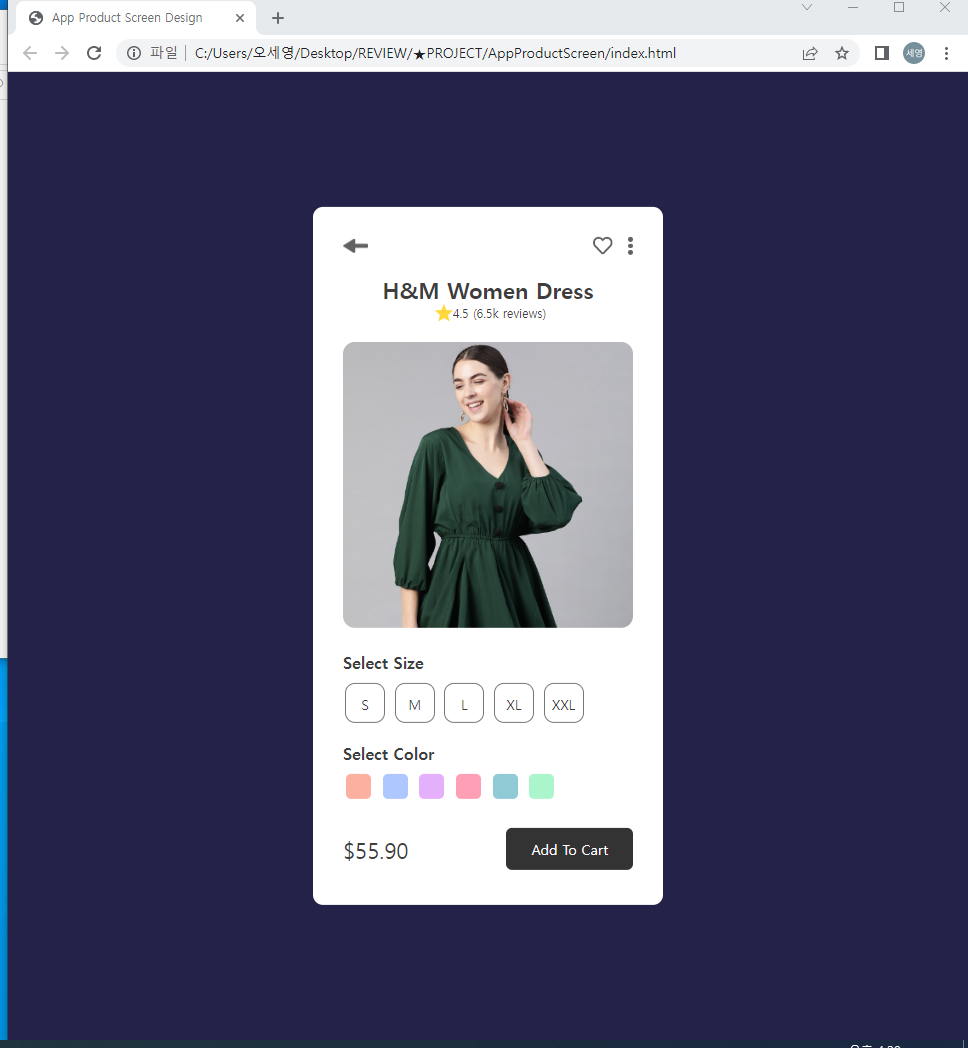 App Product Screen Design
파일 C:/Users/오세영/Desktop/REVIEW/★PROJECT/AppProductScreen/index.html
세영
H&M Women Dress
4.5 (6.5k reviews)
Select Size
S M L XL XXL
Select Color
$55.90 Add To Cart